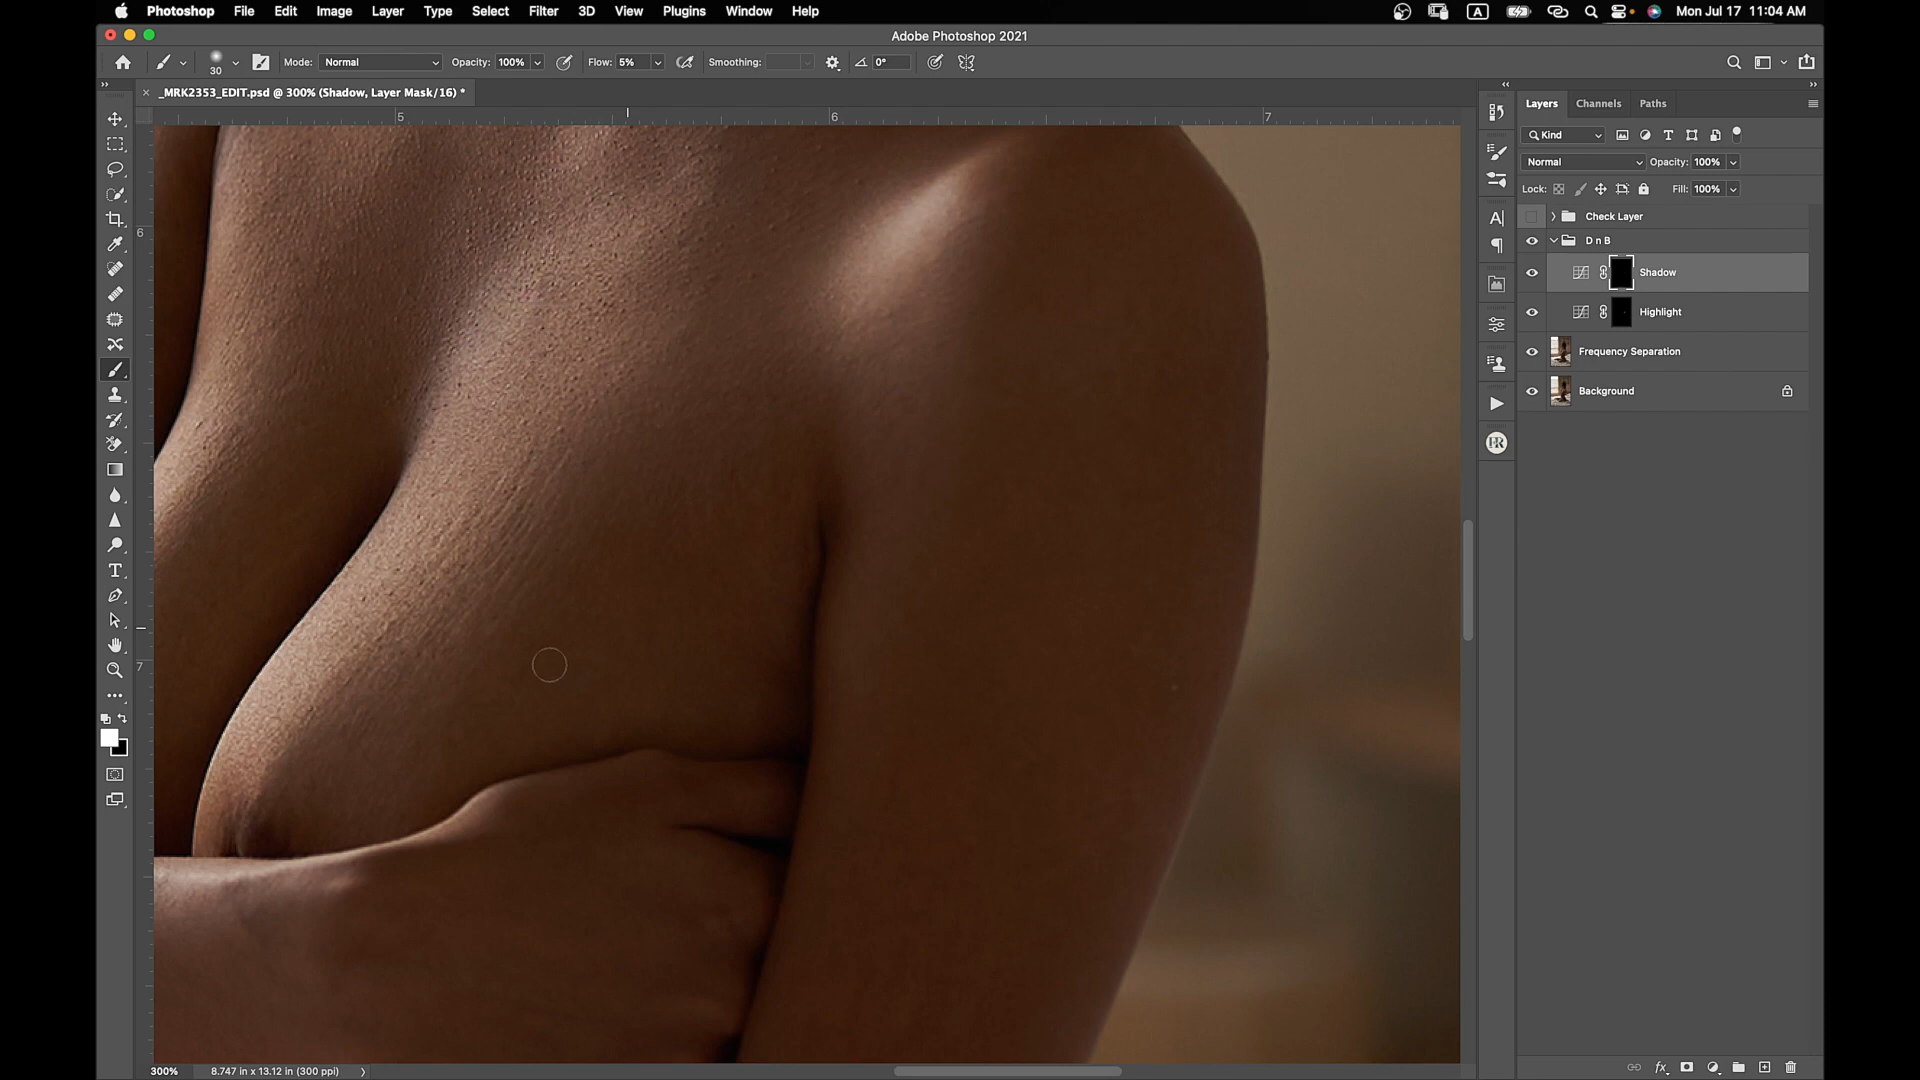 Photoshop File Edit Image Layer Type Select Filter 3D View Plugins Window Help A Mon Jul 17 11:04 AM
Adobe Photoshop 2021
30 Mode: Normal Opacity: 100% Flow: 5% Smoothing: 0°
_MRK2353_EDIT.psd @ 300% (Shadow, Layer Mask/16) *
5 6 7
6
7
Layers Channels Paths
Kind
Normal Opacity: 100%
Lock: Fill: 100%
Check Layer
D n B
Shadow
Highlight
Frequency Separation
Background
300% 8.747 in x 13.12 in (300 ppi)
fx